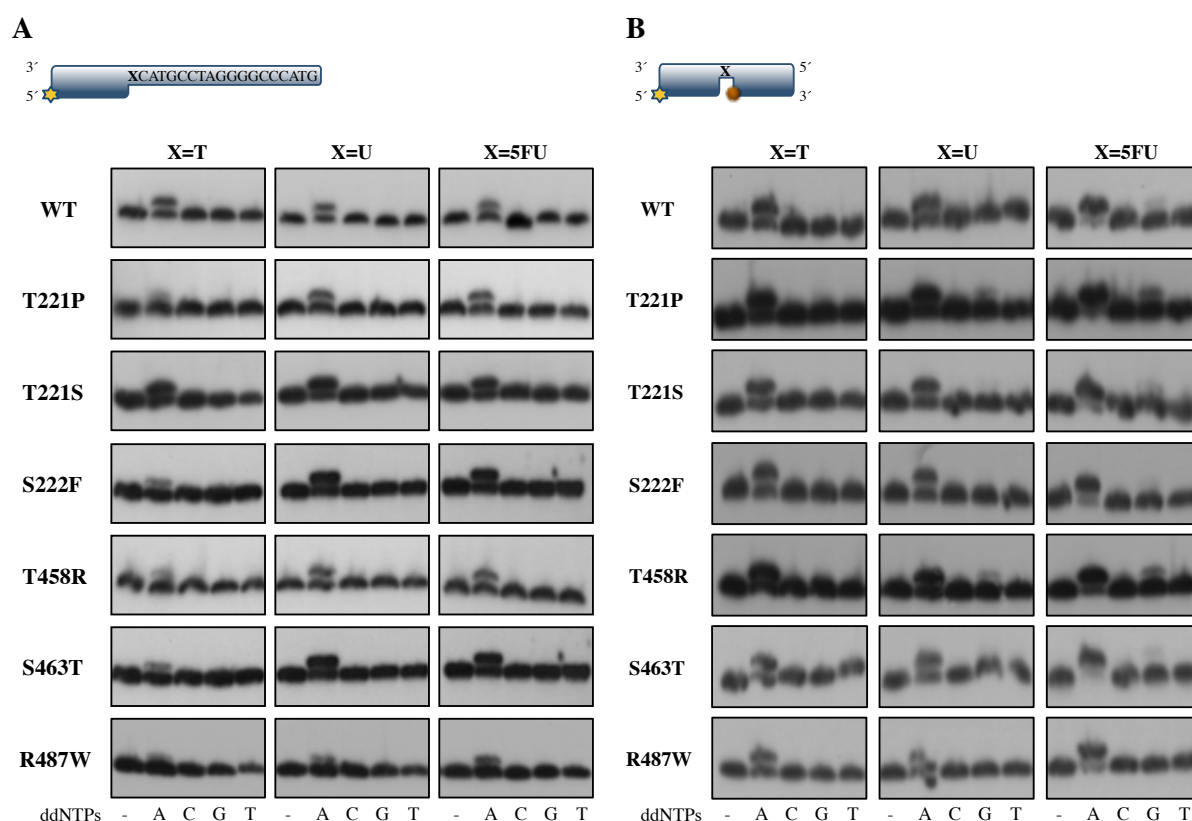 A
B
3´
XCATGCCTAGGGGCCCATG
5´
3´
X
5´
5´
3´
X=T X=U X=5FU
X=T X=U X=5FU
WT
WT
T221P
T221P
T221S
T221S
S222F
S222F
T458R
T458R
S463T
S463T
R487W
R487W
ddNTPs - A C G T - A C G T - A C G T
ddNTPs - A C G T - A C G T - A C G T